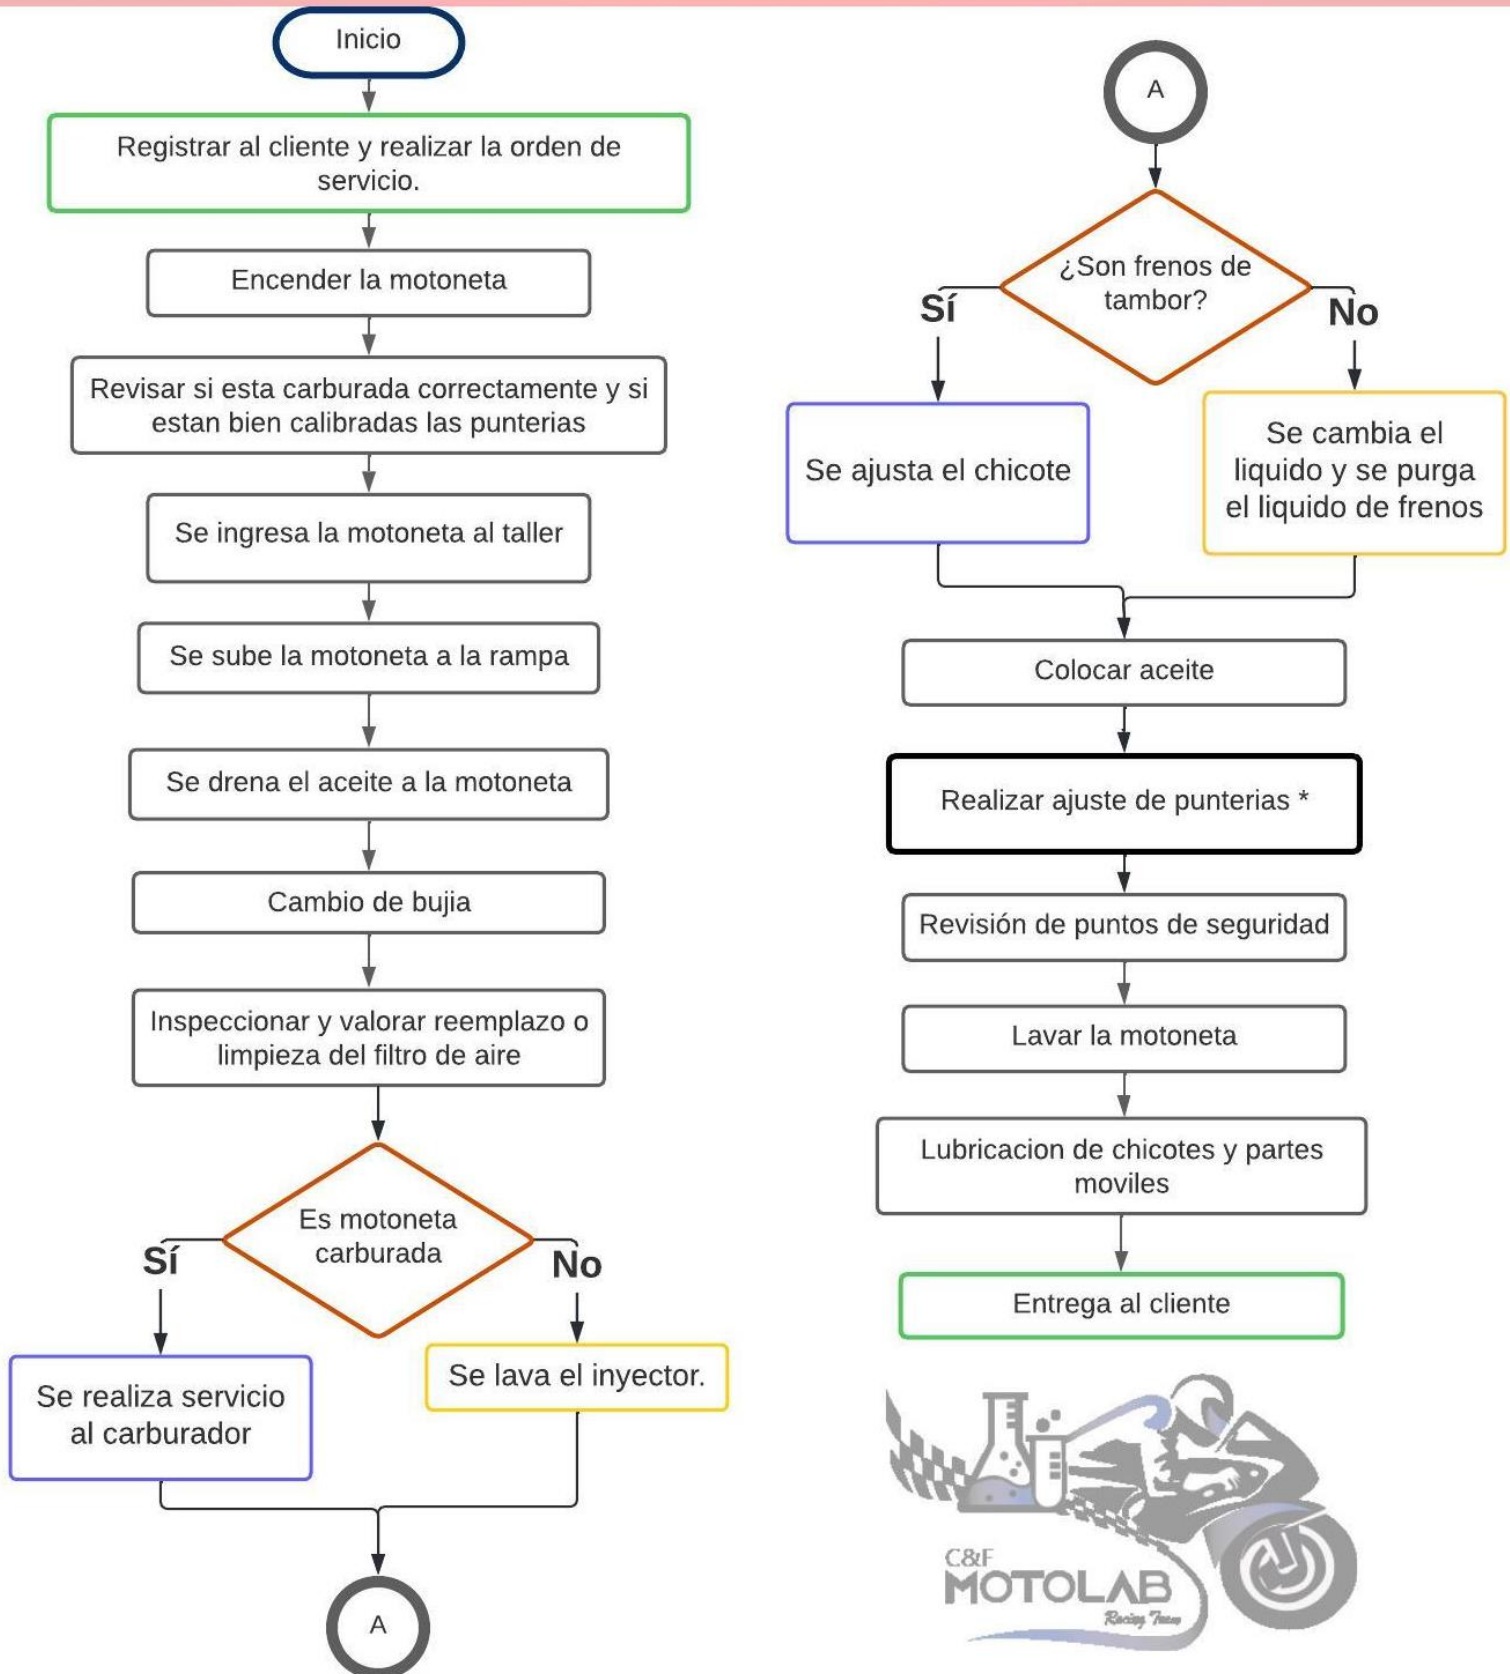 Inicio
Registrar al cliente y realizar la orden de
servicio.
Encender la motoneta
Revisar si esta carburada correctamente y si
estan bien calibradas las punterias
Se ingresa la motoneta al taller
Se sube la motoneta a la rampa
Se drena el aceite a la motoneta
Cambio de bujia
Inspeccionar y valorar reemplazo o
limpieza del filtro de aire
Es motoneta
carburada
Sí
No
Se realiza servicio
al carburador
Se lava el inyector.
A
A
¿Son frenos de
tambor?
Sí
No
Se ajusta el chicote
Se cambia el
liquido y se purga
el liquido de frenos
Colocar aceite
Realizar ajuste de punterias *
Revisión de puntos de seguridad
Lavar la motoneta
Lubricacion de chicotes y partes
moviles
Entrega al cliente
C&F
MOTOLAB
Racing Team